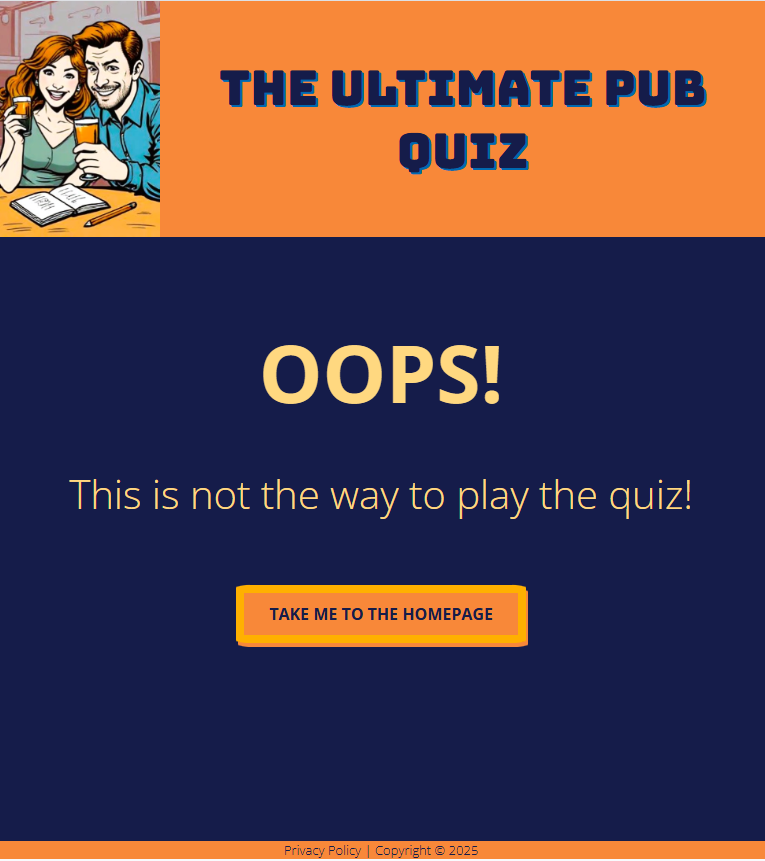 THE ULTIMATE PUB
QUIZ
OOPS!
This is not the way to play the quiz!
TAKE ME TO THE HOMEPAGE
Privacy Policy | Copyright © 2025